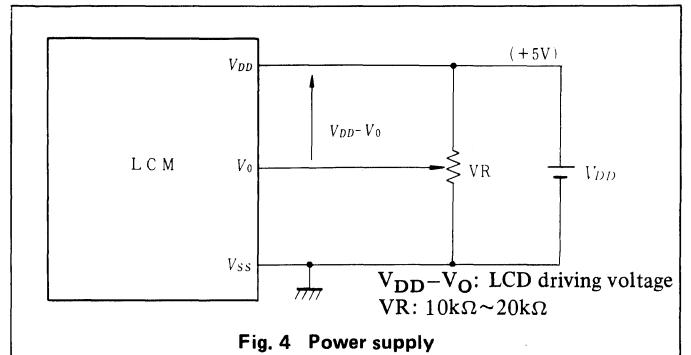 (+5V)
VDD
VDD-V0
LCM
V0
VR
VDD
VSS
VDD-VO: LCD driving voltage
VR: 10kΩ~20kΩ
Fig. 4 Power supply